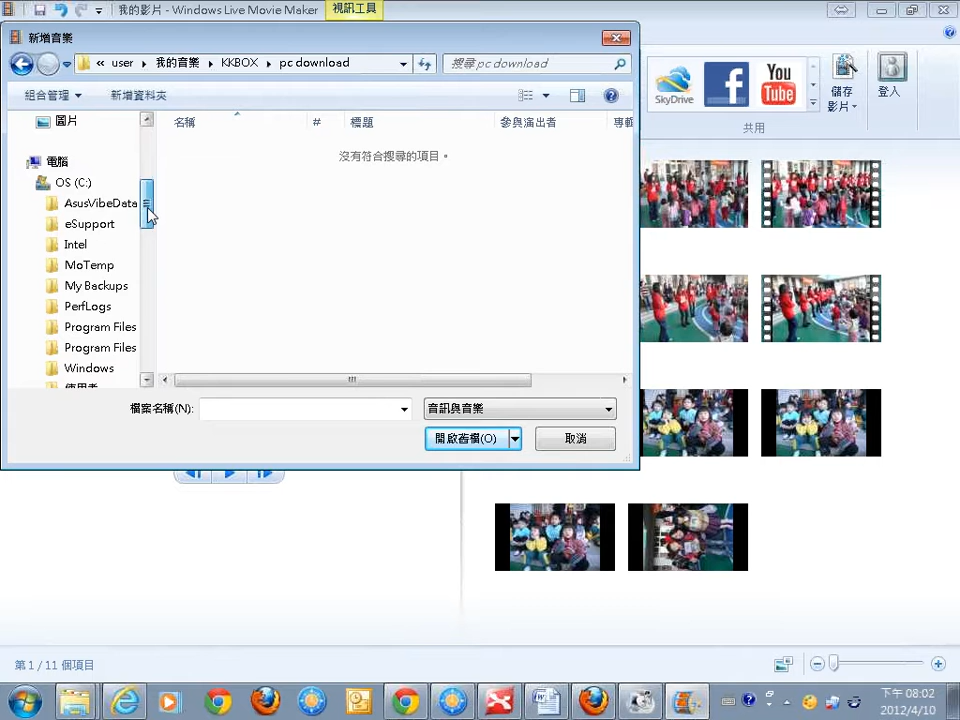 我的影片 - Windows Live Movie Maker
視訊工具
新增音樂
« user ▸ 我的音樂 ▸ KKBOX ▸ pc download
搜尋 pc download
組合管理 ▾
新增資料夾
名稱 # 標題 參與演出者 專輯
沒有符合搜尋的項目。
圖片
電腦
OS (C:)
AsusVibeData
eSupport
Intel
MoTemp
My Backups
PerfLogs
Program Files
Program Files
Windows
使用者
檔案名稱(N):
音訊與音樂
開啟舊檔(O)
取消
SkyDrive
You
Tube
儲存
影片▾
登入
共用
第 1 / 11 個項目
下午 08:02
2012/4/10